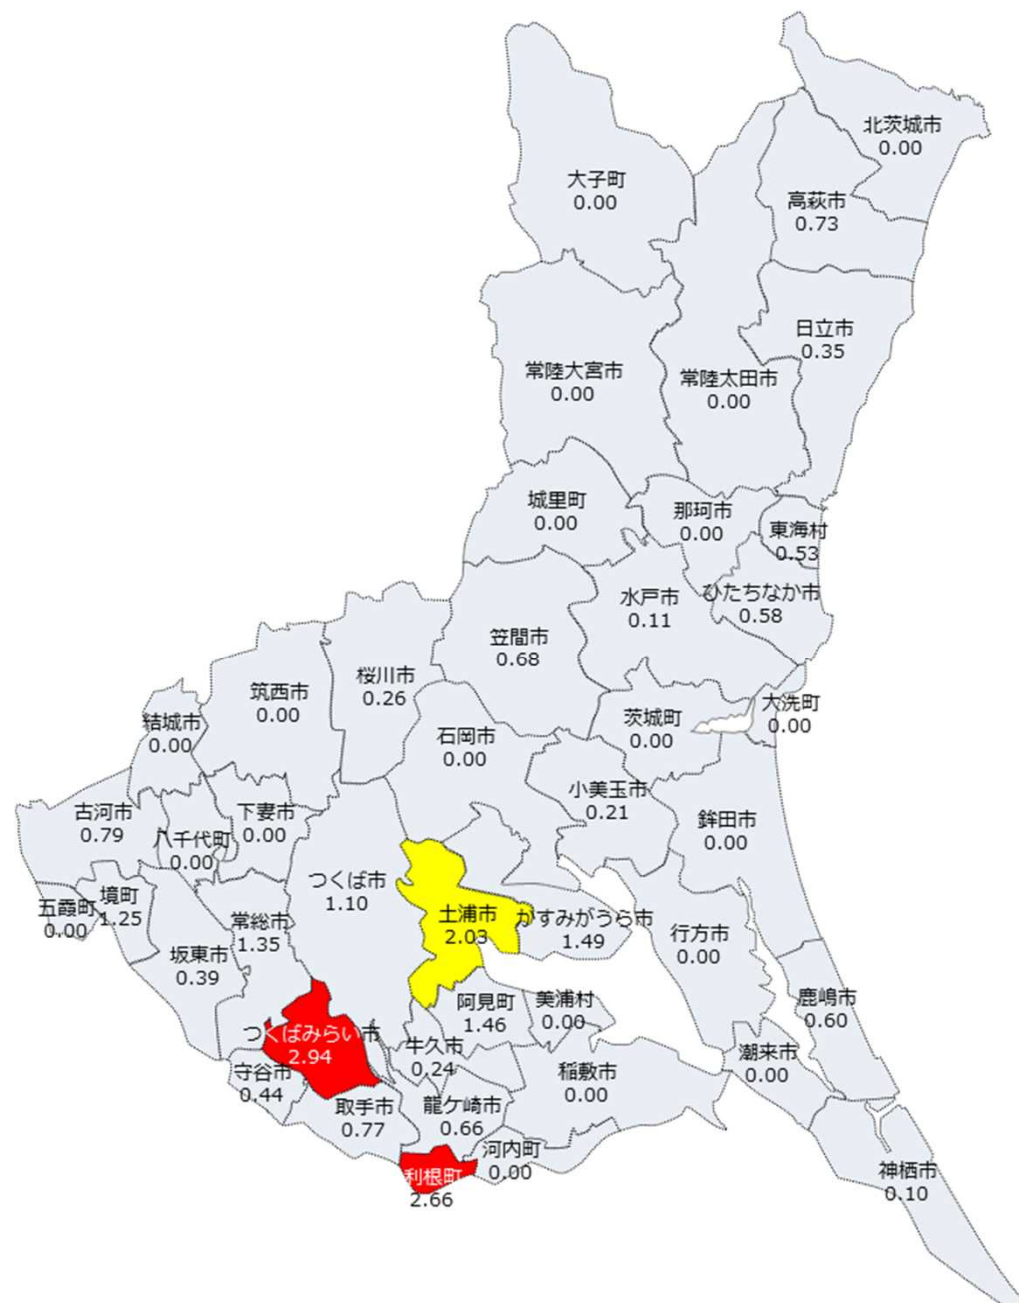 北茨城市
0.00
大子町
0.00
高萩市
0.73
日立市
0.35
常陸大宮市
0.00
常陸太田市
0.00
城里町
0.00
那珂市
0.00
東海村
0.53
ひたちなか市
0.58
水戸市
0.11
笠間市
0.68
桜川市
0.26
筑西市
0.00
結城市
0.00
大洗町
0.00
茨城町
0.00
石岡市
0.00
小美玉市
0.21
古河市
0.79
八千代町
0.00
下妻市
0.00
鉾田市
0.00
つくば市
1.10
五霞町
0.00
境町
1.25
常総市
1.35
土浦市
2.03
かすみがうら市
1.49
行方市
0.00
坂東市
0.39
阿見町
1.46
美浦村
0.00
鹿嶋市
0.60
つくばみらい市
2.94
牛久市
0.24
守谷市
0.44
稲敷市
0.00
潮来市
0.00
取手市
0.77
龍ケ崎市
0.66
河内町
0.00
利根町
2.66
神栖市
0.10